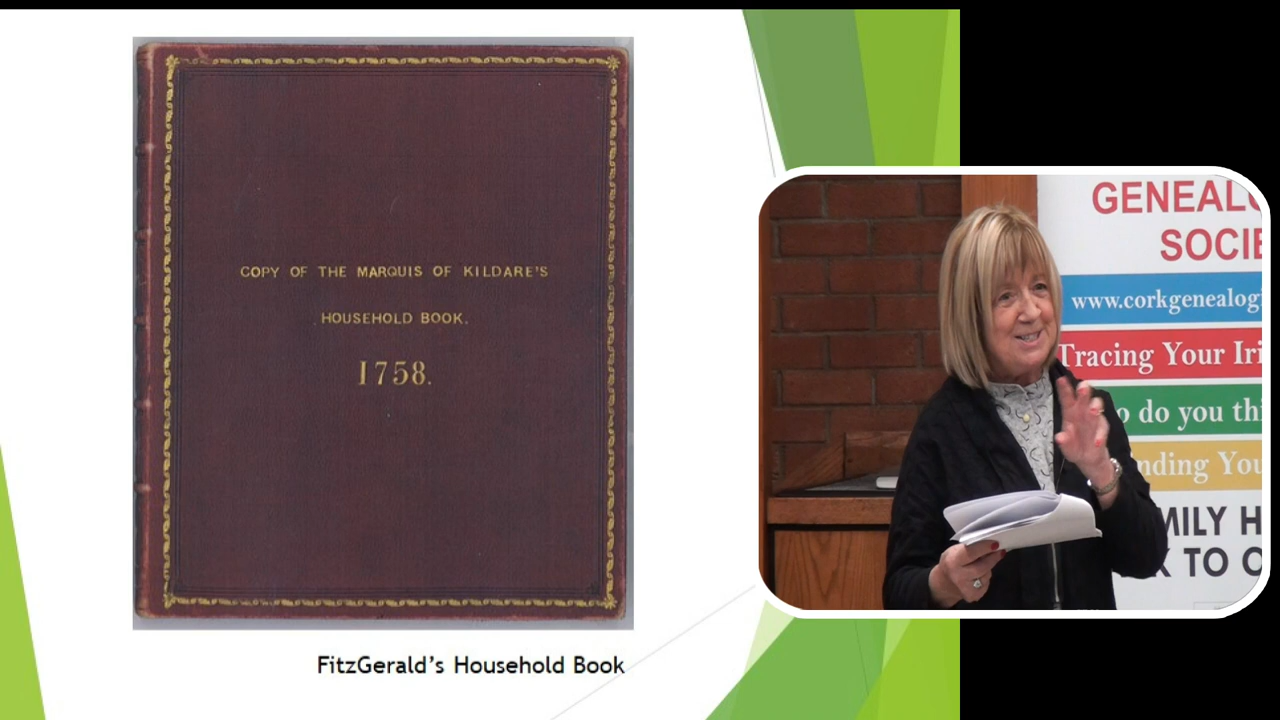 COPY OF THE MARQUIS OF KILDARE'S
HOUSEHOLD BOOK.
1758.
FitzGerald's Household Book
GENEALO
SOCIE
www.corkgenealog
Tracing Your Iri
o do you thi
nding You
MILY H
K TO O